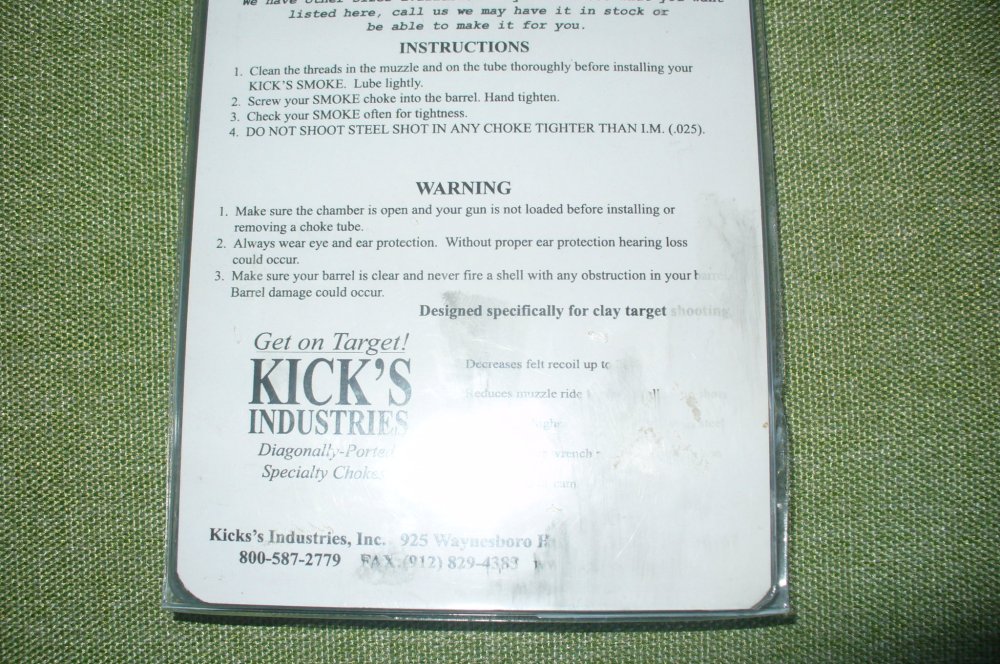 listed here, call us we may have it in stock or
be able to make it for you.
INSTRUCTIONS
1. Clean the threads in the muzzle and on the tube thoroughly before installing your
KICK'S SMOKE. Lube lightly.
2. Screw your SMOKE choke into the barrel. Hand tighten.
3. Check your SMOKE often for tightness.
4. DO NOT SHOOT STEEL SHOT IN ANY CHOKE TIGHTER THAN I.M. (.025).
WARNING
1. Make sure the chamber is open and your gun is not loaded before installing or
removing a choke tube.
2. Always wear eye and ear protection. Without proper ear protection hearing loss
could occur.
3. Make sure your barrel is clear and never fire a shell with any obstruction in your barrel
Barrel damage could occur.
Designed specifically for clay target shooting
Get on Target!
KICK'S
INDUSTRIES
Diagonally-Ported
Specialty Chokes
Decreases felt recoil up to
Reduces muzzle ride
wrench
Kicks's Industries, Inc. 925 Waynesboro
800-587-2779 FAX (912) 829-4383